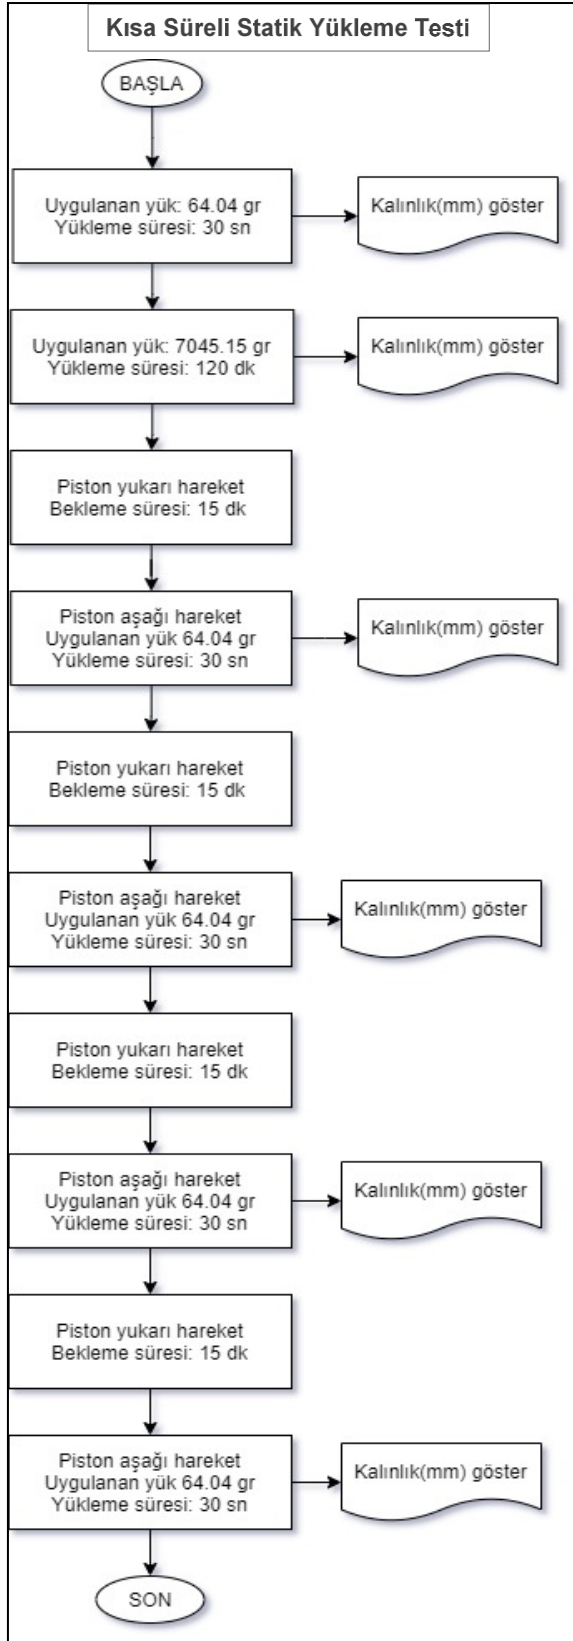 Kısa Süreli Statik Yükleme Testi
BAŞLA
Uygulanan yük: 64.04 gr
Yükleme süresi: 30 sn
Kalınlık(mm) göster
Uygulanan yük: 7045.15 gr
Yükleme süresi: 120 dk
Kalınlık(mm) göster
Piston yukarı hareket
Bekleme süresi: 15 dk
Piston aşağı hareket
Uygulanan yük 64.04 gr
Yükleme süresi: 30 sn
Kalınlık(mm) göster
Piston yukarı hareket
Bekleme süresi: 15 dk
Piston aşağı hareket
Uygulanan yük 64.04 gr
Yükleme süresi: 30 sn
Kalınlık(mm) göster
Piston yukarı hareket
Bekleme süresi: 15 dk
Piston aşağı hareket
Uygulanan yük 64.04 gr
Yükleme süresi: 30 sn
Kalınlık(mm) göster
Piston yukarı hareket
Bekleme süresi: 15 dk
Piston aşağı hareket
Uygulanan yük 64.04 gr
Yükleme süresi: 30 sn
Kalınlık(mm) göster
SON